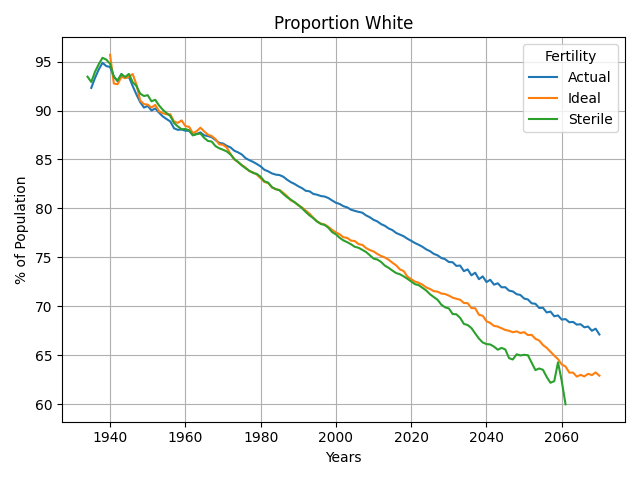 Proportion White
% of Population
95
90
85
80
75
70
65
60
Fertility
Actual
Ideal
Sterile
1940 1960 1980 2000 2020 2040 2060
Years